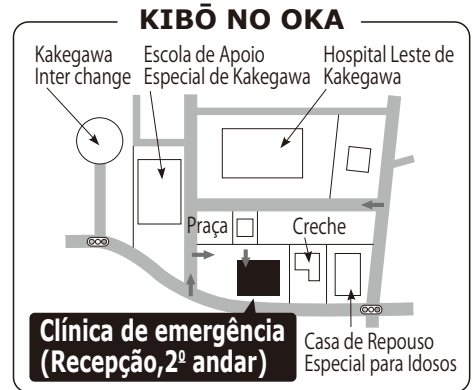 KIBŌ NO OKA
Kakegawa
Inter change
Escola de Apoio
Especial de Kakegawa
Hospital Leste de
Kakegawa
Praça
Creche
Clínica de emergência
(Recepção,2º andar)
Casa de Repouso
Especial para Idosos